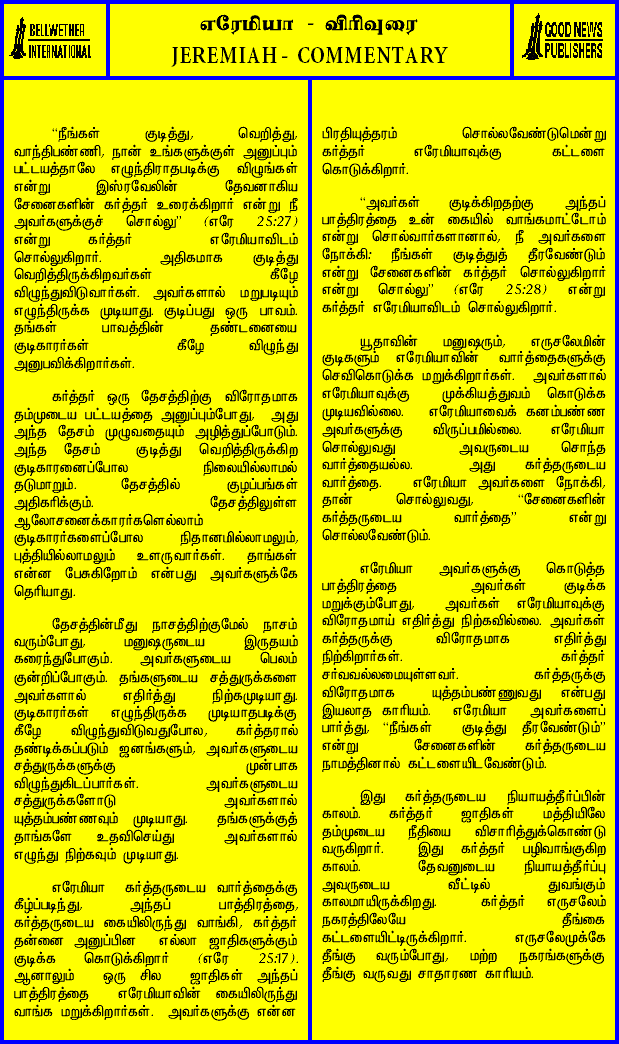 BELLWETHER
INTERNATIONAL
எரேமியா - விரிவுரை
JEREMIAH - COMMENTARY
GOOD NEWS
PUBLISHERS
“நீங்கள் குடித்து, வெறித்து,
வாந்திபண்ணி, நான் உங்களுக்குள் அனுப்பும்
பட்டயத்தாலே எழுந்திராதபடிக்கு விழுங்கள்
என்று இஸ்ரவேலின் தேவனாகிய
சேனைகளின் கர்த்தர் உரைக்கிறார் என்று நீ
அவர்களுக்குச் சொல்லு” (எரே 25:27)
என்று கர்த்தர் எரேமியாவிடம்
சொல்லுகிறார். அதிகமாக குடித்து
வெறித்திருக்கிறவர்கள் கீழே
விழுந்துவிடுவார்கள். அவர்களால் மறுபடியும்
எழுந்திருக்க முடியாது. குடிப்பது ஒரு பாவம்.
தங்கள் பாவத்தின் தண்டனையை
குடிகாரர்கள் கீழே விழுந்து
அனுபவிக்கிறார்கள்.
கர்த்தர் ஒரு தேசத்திற்கு விரோதமாக
தம்முடைய பட்டயத்தை அனுப்பும்போது, அது
அந்த தேசம் முழுவதையும் அழித்துப்போடும்.
அந்த தேசம் குடித்து வெறித்திருக்கிற
குடிகாரனைப்போல நிலையில்லாமல்
தடுமாறும். தேசத்தில் குழப்பங்கள்
அதிகரிக்கும். தேசத்திலுள்ள
ஆலோசனைக்காரர்களெல்லாம்
குடிகாரர்களைப்போல நிதானமில்லாமலும்,
புத்தியில்லாமலும் உளருவார்கள். தாங்கள்
என்ன பேசுகிறோம் என்பது அவர்களுக்கே
தெரியாது.
தேசத்தின்மீது நாசத்திற்குமேல் நாசம்
வரும்போது, மனுஷருடைய இருதயம்
கரைந்துபோகும். அவர்களுடைய பெலம்
குன்றிப்போகும். தங்களுடைய சத்துருக்களை
அவர்களால் எதிர்த்து நிற்கமுடியாது.
குடிகாரர்கள் எழுந்திருக்க முடியாதபடிக்கு
கீழே விழுந்துவிடுவதுபோல, கர்த்தரால்
தண்டிக்கப்படும் ஜனங்களும், அவர்களுடைய
சத்துருக்களுக்கு முன்பாக
விழுந்துகிடப்பார்கள். அவர்களுடைய
சத்துருக்களோடு அவர்களால்
யுத்தம்பண்ணவும் முடியாது. தங்களுக்குத்
தாங்களே உதவிசெய்து அவர்களால்
எழுந்து நிற்கவும் முடியாது.
எரேமியா கர்த்தருடைய வார்த்தைக்கு
கீழ்ப்படிந்து, அந்தப் பாத்திரத்தை,
கர்த்தருடைய கையிலிருந்து வாங்கி, கர்த்தர்
தன்னை அனுப்பின எல்லா ஜாதிகளுக்கும்
குடிக்க கொடுக்கிறார் (எரே 25:17).
ஆனாலும் ஒரு சில ஜாதிகள் அந்தப்
பாத்திரத்தை எரேமியாவின் கையிலிருந்து
வாங்க மறுக்கிறார்கள். அவர்களுக்கு என்ன
பிரதியுத்தரம் சொல்லவேண்டுமென்று
கர்த்தர் எரேமியாவுக்கு கட்டளை
கொடுக்கிறார்.
“அவர்கள் குடிக்கிறதற்கு அந்தப்
பாத்திரத்தை உன் கையில் வாங்கமாட்டோம்
என்று சொல்வார்களானால், நீ அவர்களை
நோக்கி: நீங்கள் குடித்துத் தீரவேண்டும்
என்று சேனைகளின் கர்த்தர் சொல்லுகிறார்
என்று சொல்லு” (எரே 25:28) என்று
கர்த்தர் எரேமியாவிடம் சொல்லுகிறார்.
யூதாவின் மனுஷரும், எருசலேமின்
குடிகளும் எரேமியாவின் வார்த்தைகளுக்கு
செவிகொடுக்க மறுக்கிறார்கள். அவர்களால்
எரேமியாவுக்கு முக்கியத்துவம் கொடுக்க
முடியவில்லை. எரேமியாவைக் கனம்பண்ண
அவர்களுக்கு விருப்பமில்லை. எரேமியா
சொல்லுவது அவருடைய சொந்த
வார்த்தையல்ல. அது கர்த்தருடைய
வார்த்தை. எரேமியா அவர்களை நோக்கி,
தான் சொல்லுவது, “சேனைகளின்
கர்த்தருடைய வார்த்தை” என்று
சொல்லவேண்டும்.
எரேமியா அவர்களுக்கு கொடுத்த
பாத்திரத்தை அவர்கள் குடிக்க
மறுக்கும்போது, அவர்கள் எரேமியாவுக்கு
விரோதமாய் எதிர்த்து நிற்கவில்லை. அவர்கள்
கர்த்தருக்கு விரோதமாக எதிர்த்து
நிற்கிறார்கள். கர்த்தர்
சர்வவல்லமையுள்ளவர். கர்த்தருக்கு
விரோதமாக யுத்தம்பண்ணுவது என்பது
இயலாத காரியம். எரேமியா அவர்களைப்
பார்த்து, “நீங்கள் குடித்து தீரவேண்டும்”
என்று சேனைகளின் கர்த்தருடைய
நாமத்தினால் கட்டளையிடவேண்டும்.
இது கர்த்தருடைய நியாயத்தீர்ப்பின்
காலம். கர்த்தர் ஜாதிகள் மத்தியிலே
தம்முடைய நீதியை விசாரித்துக்கொண்டு
வருகிறார். இது கர்த்தர் பழிவாங்குகிற
காலம். தேவனுடைய நியாயத்தீர்ப்பு
அவருடைய வீட்டில் துவங்கும்
காலமாயிருக்கிறது. கர்த்தர் எருசலேம்
நகரத்திலேயே தீங்கை
கட்டளையிட்டிருக்கிறார். எருசலேமுக்கே
தீங்கு வரும்போது, மற்ற நகரங்களுக்கு
தீங்கு வருவது சாதாரண காரியம்.